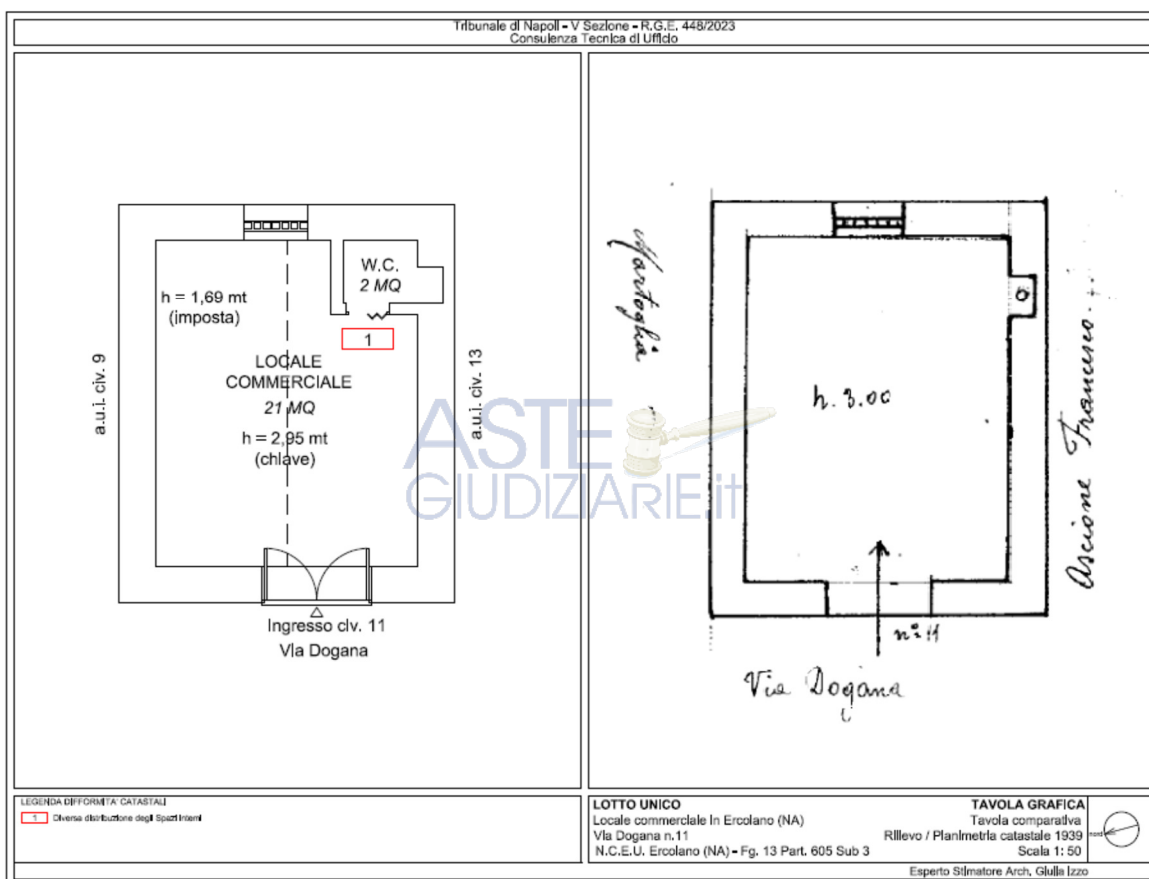 Tribunale di Napoli - V Sezione - R.G.E. 448/2023
Consulenza Tecnica di Ufficio
W.C.
2 MQ
h = 1,69 mt
(imposta)
1
LOCALE
COMMERCIALE
21 MQ
h = 2,95 mt
(chiave)
a.u.i. civ. 9
a.u.i. civ. 13
Ingresso civ. 11
Via Dogana
h. 3.00
Ascione Francesco
n° 11
Via Dogana
ASTE
GIUDIZIARIE.it
LEGENDA DIFFORMITA' CATASTALI
1 Diversa distribuzione degli Spazi Interni
LOTTO UNICO
Locale commerciale in Ercolano (NA)
Via Dogana n.11
N.C.E.U. Ercolano (NA) - Fg. 13 Part. 605 Sub 3
TAVOLA GRAFICA
Tavola comparativa
Rilievo / Planimetria catastale 1939
Scala 1: 50
nord
Esperto Stimatore Arch. Giulia Izzo